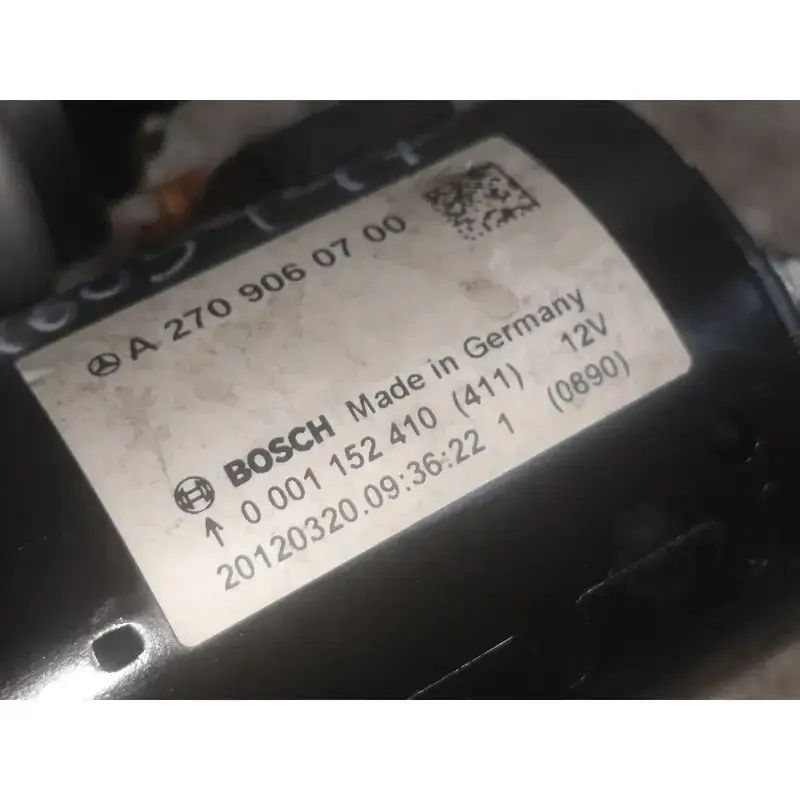 A 270 906 07 00
BOSCH Made in Germany
↑ 0 001 152 410 (411) 12V
20120320.09:36:22 1 (0890)